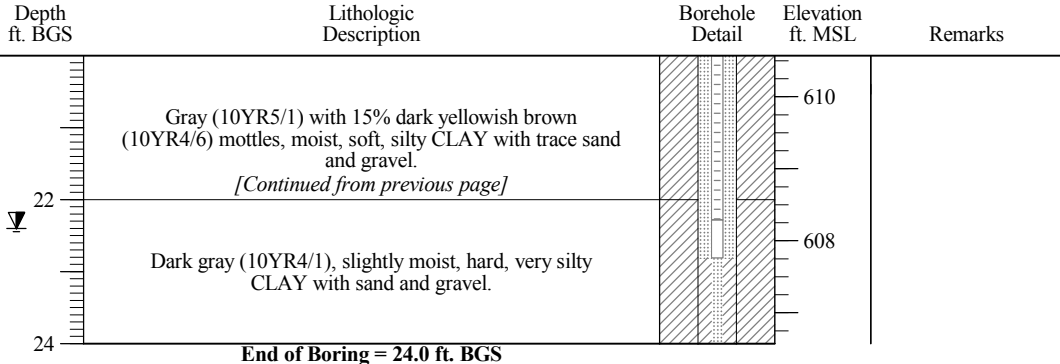 Depth
ft. BGS
Lithologic
Description
Borehole
Detail
Elevation
ft. MSL
Remarks
Gray (10YR5/1) with 15% dark yellowish brown
(10YR4/6) mottles, moist, soft, silty CLAY with trace sand
and gravel.
[Continued from previous page]
610
22
608
Dark gray (10YR4/1), slightly moist, hard, very silty
CLAY with sand and gravel.
24
End of Boring = 24.0 ft. BGS